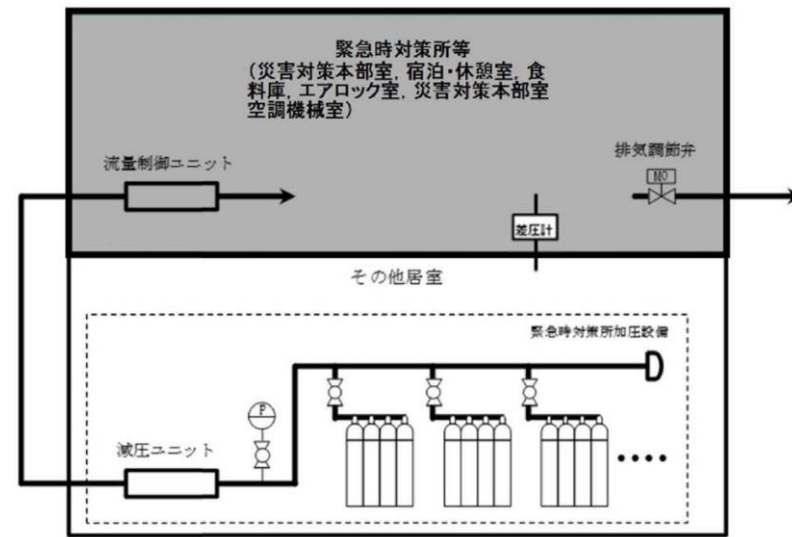 緊急時対策所等
(災害対策本部室, 宿泊・休憩室, 食
料庫, エアロック室, 災害対策本部室
空調機械室)
流量制御ユニット
排気調節弁
MO
差圧計
その他居室
緊急時対策所加圧設備
P
減圧ユニット